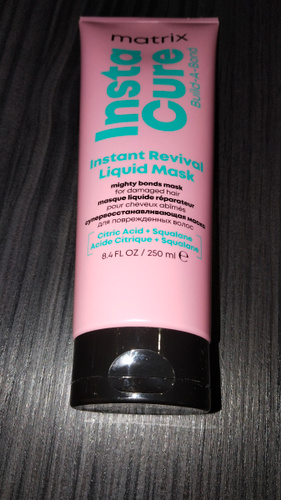 matrix
Insta
Cure
Build-A-Bond
Instant Revival
Liquid Mask
mighty bonds mask
for damaged hair
masque liquide réparateur
pour cheveux abîmés
супервосстанавливающая маска
для поврежденных волос
Citric Acid + Squalane
Acide Citrique + Squalane
8.4 FL OZ / 250 ml ℮